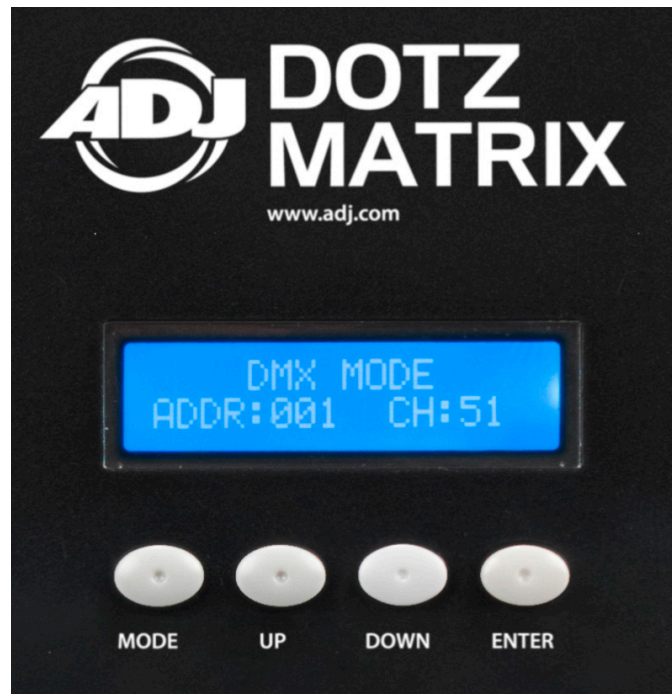 ADJ
DOTZ
MATRIX
www.adj.com
DMX MODE
ADDR:001 CH:51
MODE UP DOWN ENTER